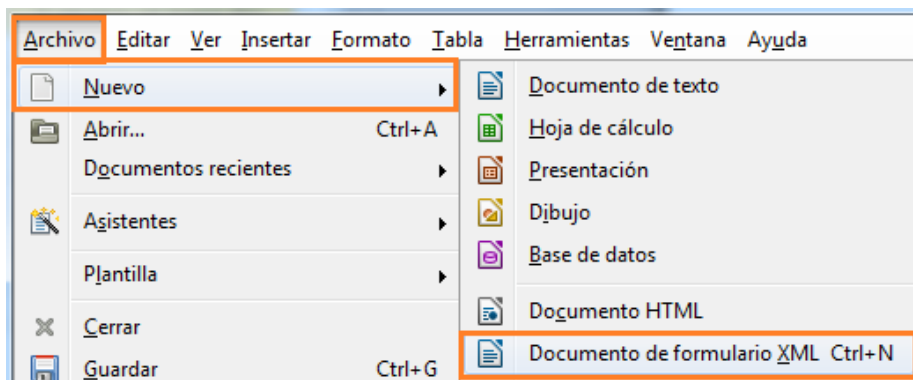 Archivo Editar Ver Insertar Formato Tabla Herramientas Ventana Ayuda
Nuevo
Abrir... Ctrl+A
Documentos recientes
Asistentes
Plantilla
Cerrar
Guardar Ctrl+G
Documento de texto
Hoja de cálculo
Presentación
Dibujo
Base de datos
Documento HTML
Documento de formulario XML Ctrl+N